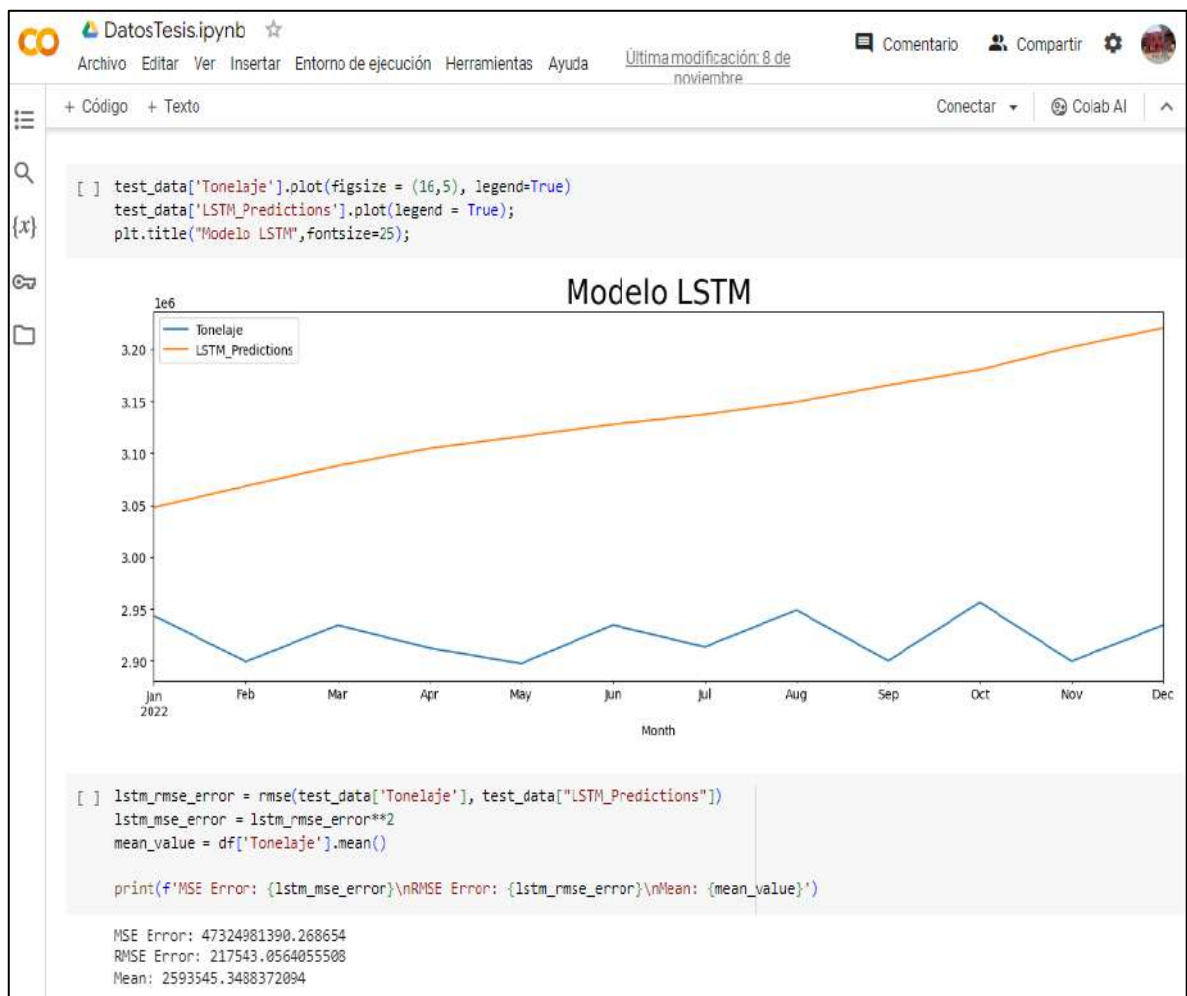 DatosTesis.ipynb
Archivo Editar Ver Insertar Entorno de ejecución Herramientas Ayuda
Última modificación: 8 de
noviembre
Comentario
Compartir
+ Código + Texto
Conectar
Colab AI
{x}
[ ] test_data['Tonelaje'].plot(figsize = (16,5), legend=True)
test_data['LSTM_Predictions'].plot(legend = True);
plt.title("Modelo LSTM",fontsize=25);
Modelo LSTM
1e6
Tonelaje
LSTM_Predictions
3.20
3.15
3.10
3.05
3.00
2.95
2.90
Jan Feb Mar Apr May Jun Jul Aug Sep Oct Nov Dec
2022
Month
[ ] lstm_rmse_error = rmse(test_data['Tonelaje'], test_data["LSTM_Predictions"])
lstm_mse_error = lstm_rmse_error**2
mean_value = df['Tonelaje'].mean()
print(f'MSE Error: {lstm_mse_error}\nRMSE Error: {lstm_rmse_error}\nMean: {mean_value}')
MSE Error: 47324981390.268654
RMSE Error: 217543.0564055508
Mean: 2593545.3488372094